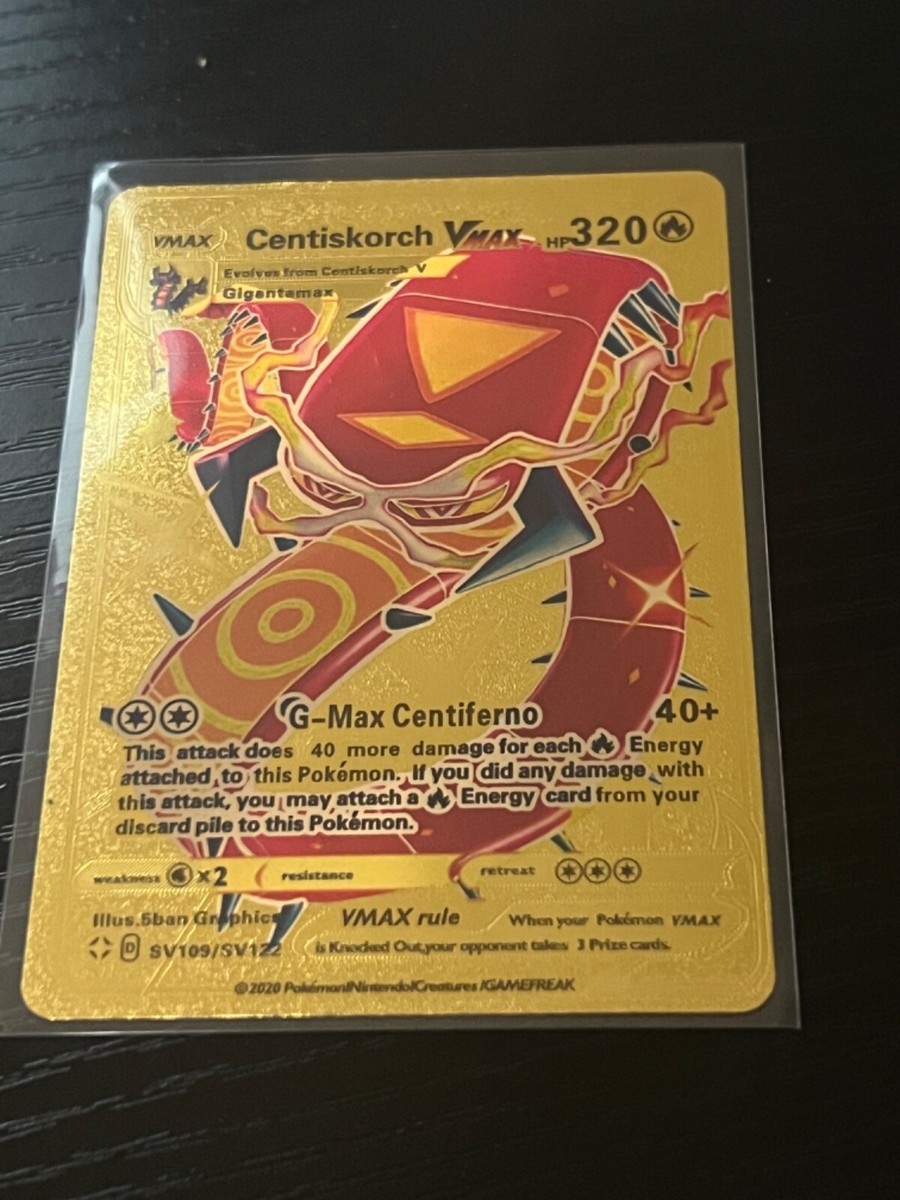 VMAX Centiskorch VMAX HP 320
Evolves from Centiskorch V
Gigantamax
G-Max Centiferno 40+
This attack does 40 more damage for each Energy
attached to this Pokémon. If you did any damage with
this attack, you may attach a Energy card from your
discard pile to this Pokémon.
weakness x2 resistance retreat
Illus.5ban Graphics VMAX rule When your Pokémon VMAX
D SV109/SV122 is Knocked Out,your opponent takes 3 Prize cards.
©2020 Pokémon/Nintendo/Creatures /GAMEFREAK